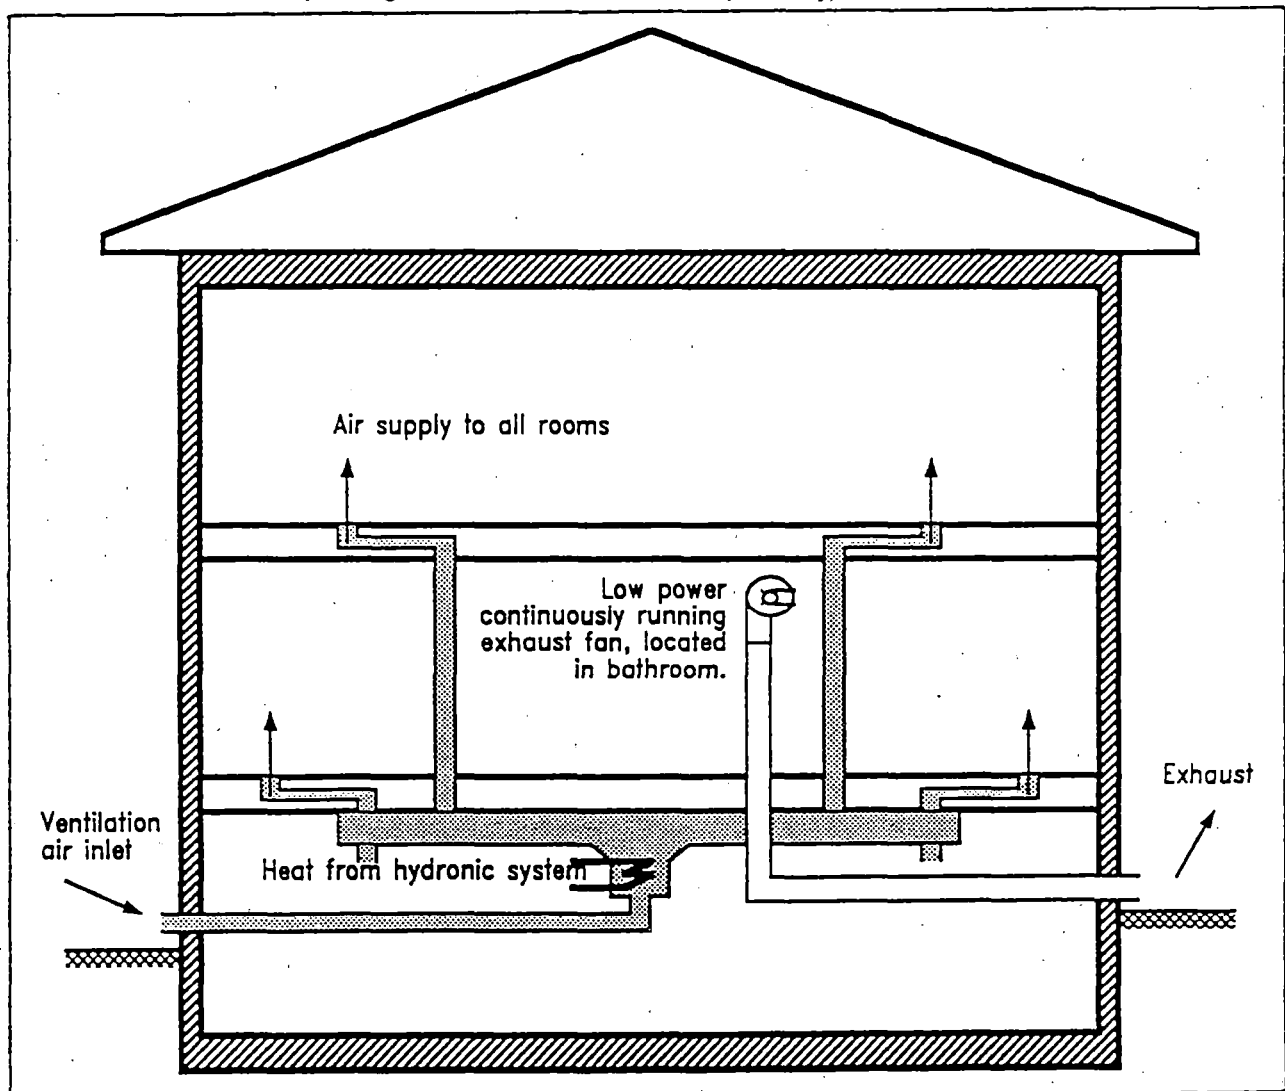 Air supply to all rooms
Low power
continuously running
exhaust fan, located
in bathroom.
Exhaust
Ventilation
air inlet
Heat from hydronic system